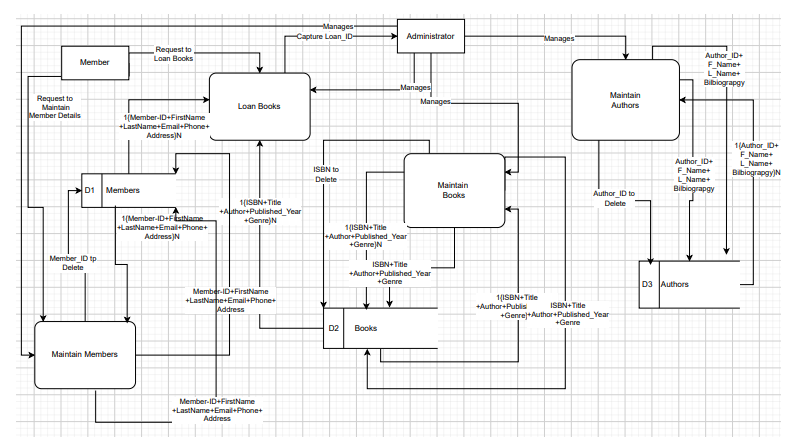 Manages
Capture Loan_ID
Administrator
Manages
Member
Request to
Loan Books
Author_ID+
F_Name+
L_Name+
Bilbiograpgy
Request to
Maintain
Member Details
Loan Books
Manages
Manages
Maintain
Authors
1{Member-ID+FirstName
+LastName+Email+Phone+
Address}N
1{Author_ID+
F_Name+
L_Name+
Bilbiograpgy}N
ISBN to
Delete
Maintain
Books
Author_ID+
F_Name+
L_Name+
Bilbiograpgy
D1
Members
Author_ID to
Delete
1{ISBN+Title
+Author+Published_Year
+Genre}N
1{Member-ID+FirstName
+LastName+Email+Phone+
Address}N
1{ISBN+Title
+Author+Published_Year
+Genre}N
Member_ID tp
Delete
ISBN+Title
+Author+Published_Year
+Genre
D3
Authors
Member-ID+FirstName
+LastName+Email+Phone+
Address
1{ISBN+Title
+Author+Publis
+Genre}
ISBN+Title
+Author+Published_Year
+Genre
D2
Books
Maintain Members
Member-ID+FirstName
+LastName+Email+Phone+
Address